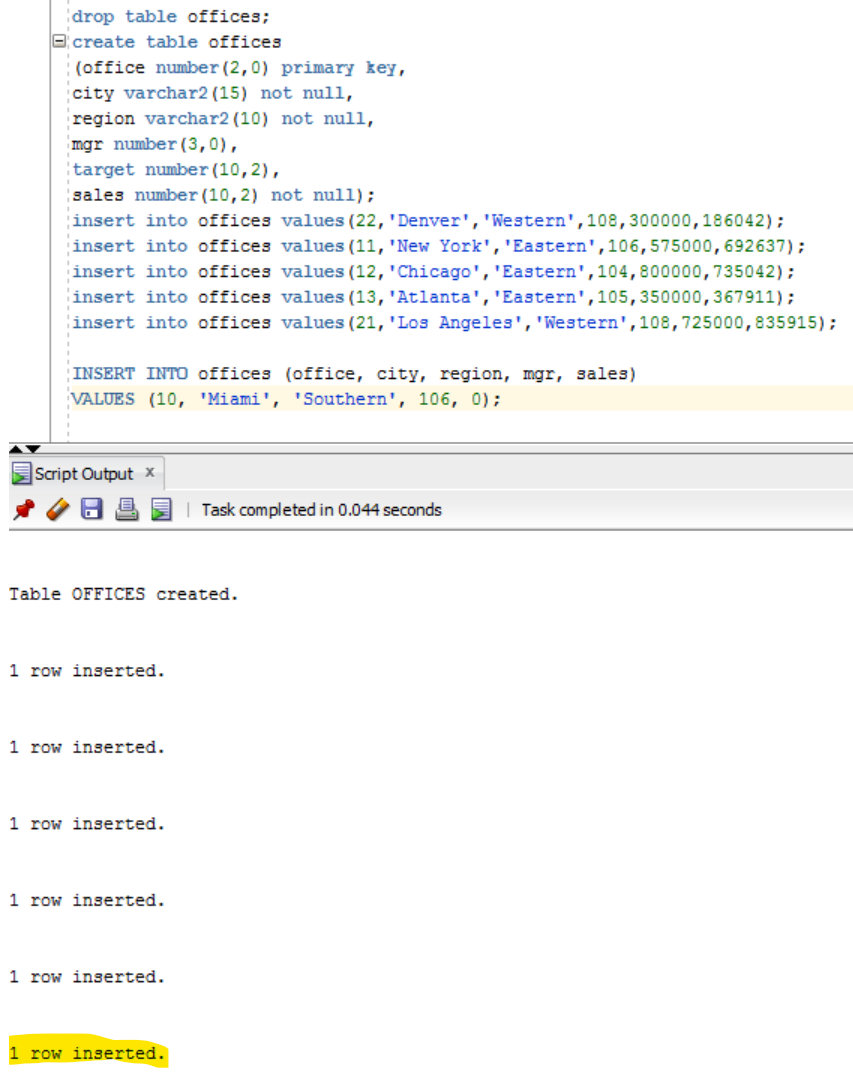 drop table offices;
create table offices
(office number(2,0) primary key,
city varchar2(15) not null,
region varchar2(10) not null,
mgr number(3,0),
target number(10,2),
sales number(10,2) not null);
insert into offices values(22,'Denver','Western',108,300000,186042);
insert into offices values(11,'New York','Eastern',106,575000,692637);
insert into offices values(12,'Chicago','Eastern',104,800000,735042);
insert into offices values(13,'Atlanta','Eastern',105,350000,367911);
insert into offices values(21,'Los Angeles','Western',108,725000,835915);
INSERT INTO offices (office, city, region, mgr, sales)
VALUES (10, 'Miami', 'Southern', 106, 0);
Script Output x
Task completed in 0.044 seconds
Table OFFICES created.
1 row inserted.
1 row inserted.
1 row inserted.
1 row inserted.
1 row inserted.
1 row inserted.